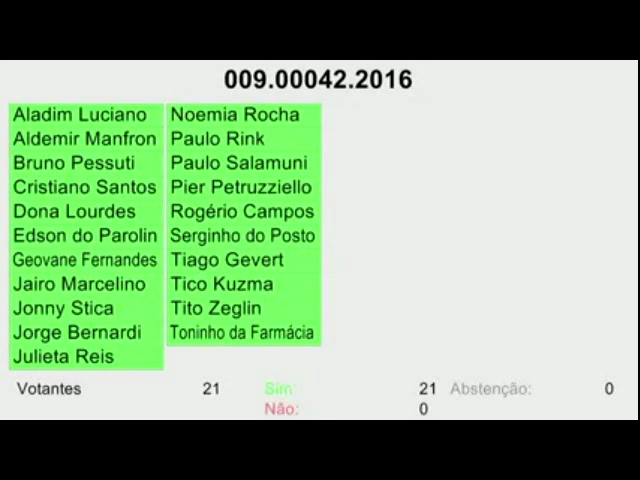 009.00042.2016
Aladim Luciano
Aldemir Manfron
Bruno Pessuti
Cristiano Santos
Dona Lourdes
Edson do Parolin
Geovane Fernandes
Jairo Marcelino
Jonny Stica
Jorge Bernardi
Julieta Reis
Noemia Rocha
Paulo Rink
Paulo Salamuni
Pier Petruzziello
Rogério Campos
Serginho do Posto
Tiago Gevert
Tico Kuzma
Tito Zeglin
Toninho da Farmácia
Votantes 21 Sim: 21 Abstenção: 0
Não: 0